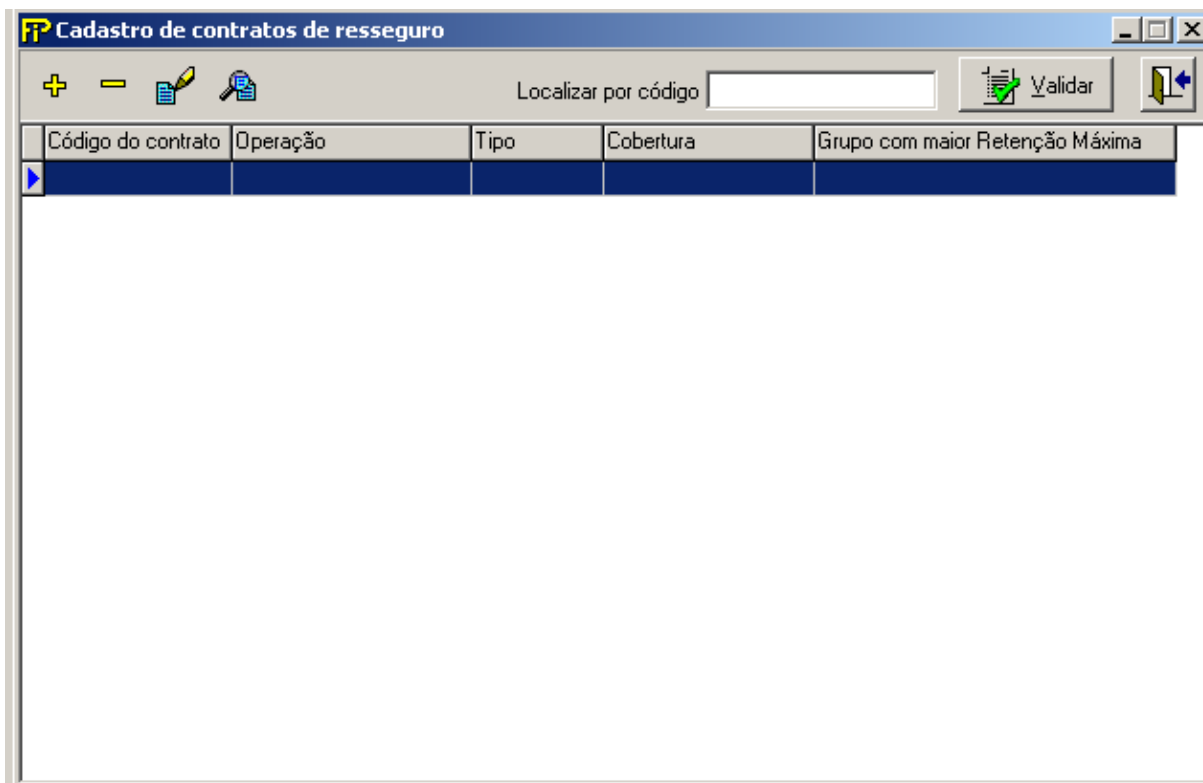 FIP Cadastro de contratos de resseguro
Localizar por código Validar
Código do contrato Operação Tipo Cobertura Grupo com maior Retenção Máxima